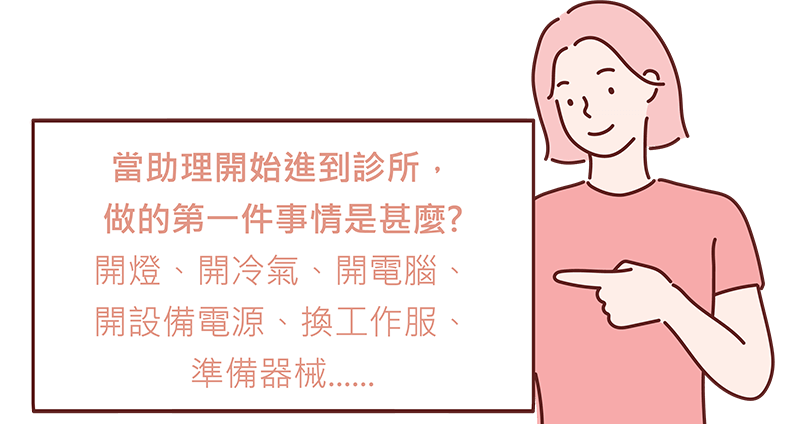 當助理開始進到診所，
做的第一件事情是甚麼?
開燈、開冷氣、開電腦、
開設備電源、換工作服、
準備器械......